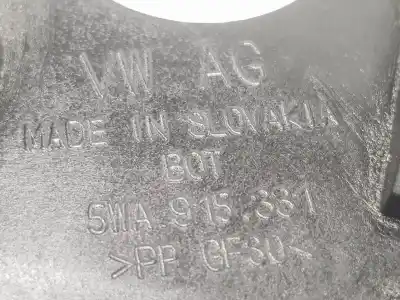 VW AG
MADE IN SLOVAKIA
BOT
5WA.915.331
>PP GF30<